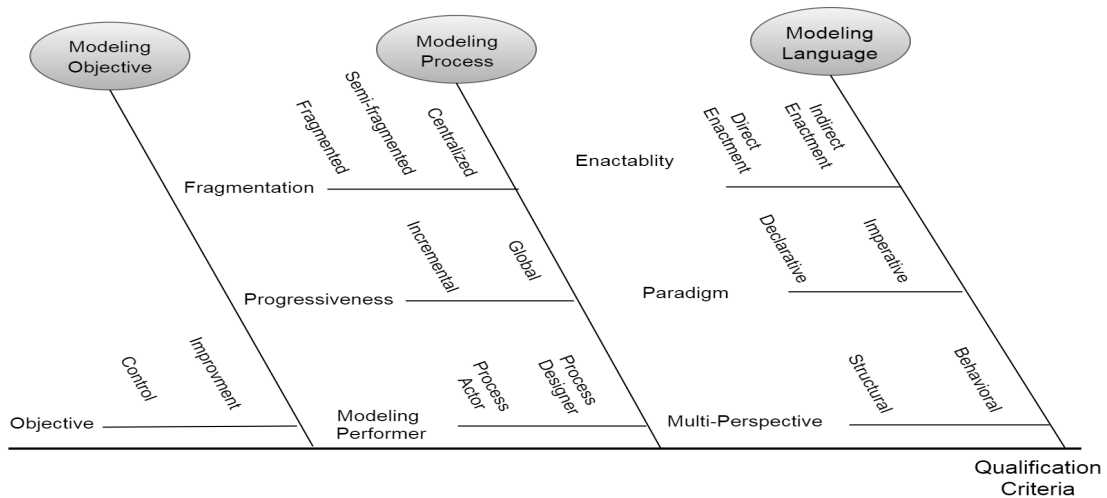 Modeling
Objective
Modeling
Process
Modeling
Language
Fragmented
Semi-fragmented
Centralized
Fragmentation
Direct
Enactment
Indirect
Enactment
Enactablity
Incremental
Global
Progressiveness
Declarative
Imperative
Paradigm
Control
Improvment
Objective
Process
Actor
Process
Designer
Modeling
Performer
Structural
Behavioral
Multi-Perspective
Qualification
Criteria